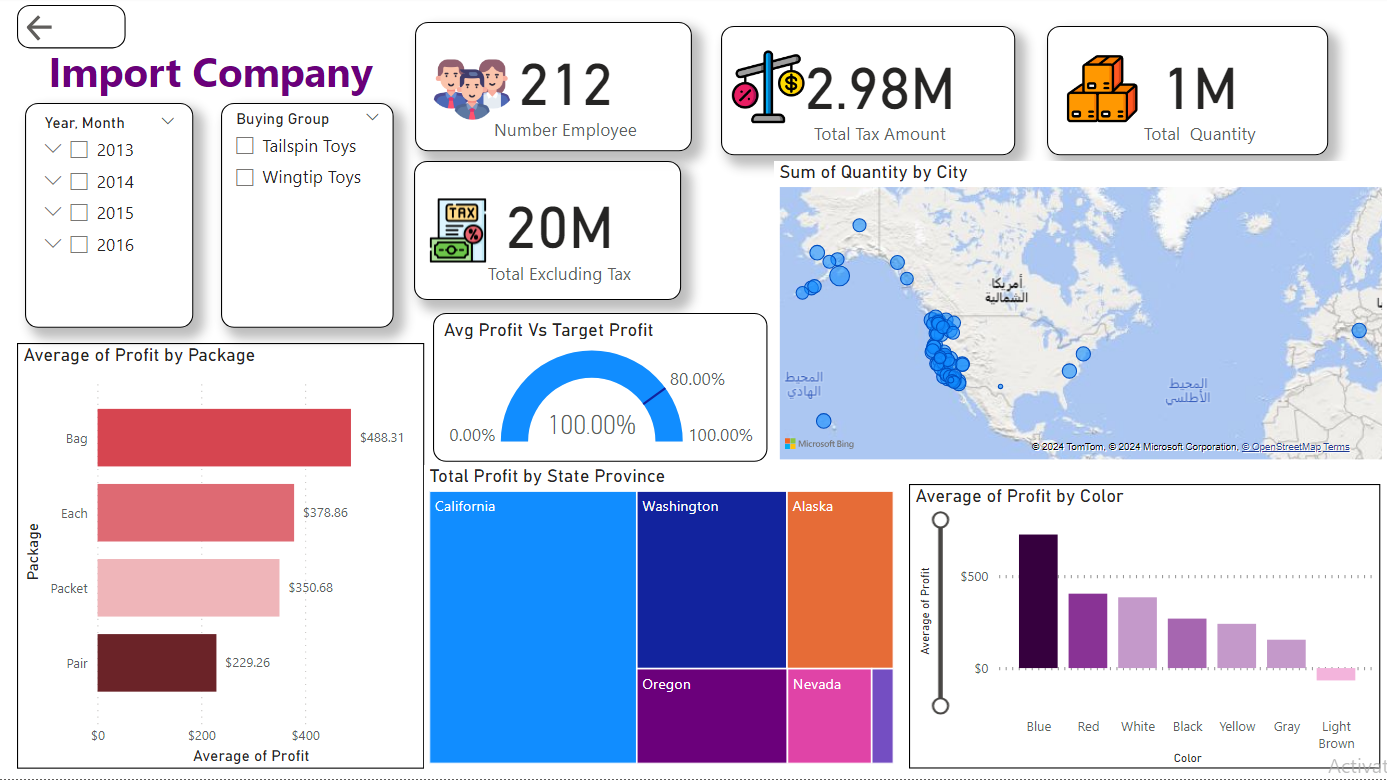 Import Company
Year, Month
2013
2014
2015
2016
Buying Group
Tailspin Toys
Wingtip Toys
212
Number Employee
2.98M
Total Tax Amount
1M
Total Quantity
TAX
20M
Total Excluding Tax
Sum of Quantity by City
أمريكا
الشمالية
المحيط
الهادي
المحيط
الأطلسي
Microsoft Bing
© 2024 TomTom, © 2024 Microsoft Corporation, © OpenStreetMap Terms
Avg Profit Vs Target Profit
80.00%
100.00%
0.00%
100.00%
Average of Profit by Package
Package
Bag
$488.31
Each
$378.86
Packet
$350.68
Pair
$229.26
$0
$200
$400
Average of Profit
Total Profit by State Province
California
Washington
Alaska
Oregon
Nevada
Average of Profit by Color
Average of Profit
$500
$0
Blue
Red
White
Black
Yellow
Gray
Light
Brown
Color
Activat